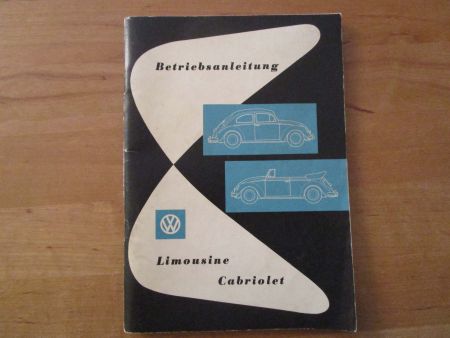 Betriebsanleitung
VW
Limousine
Cabriolet